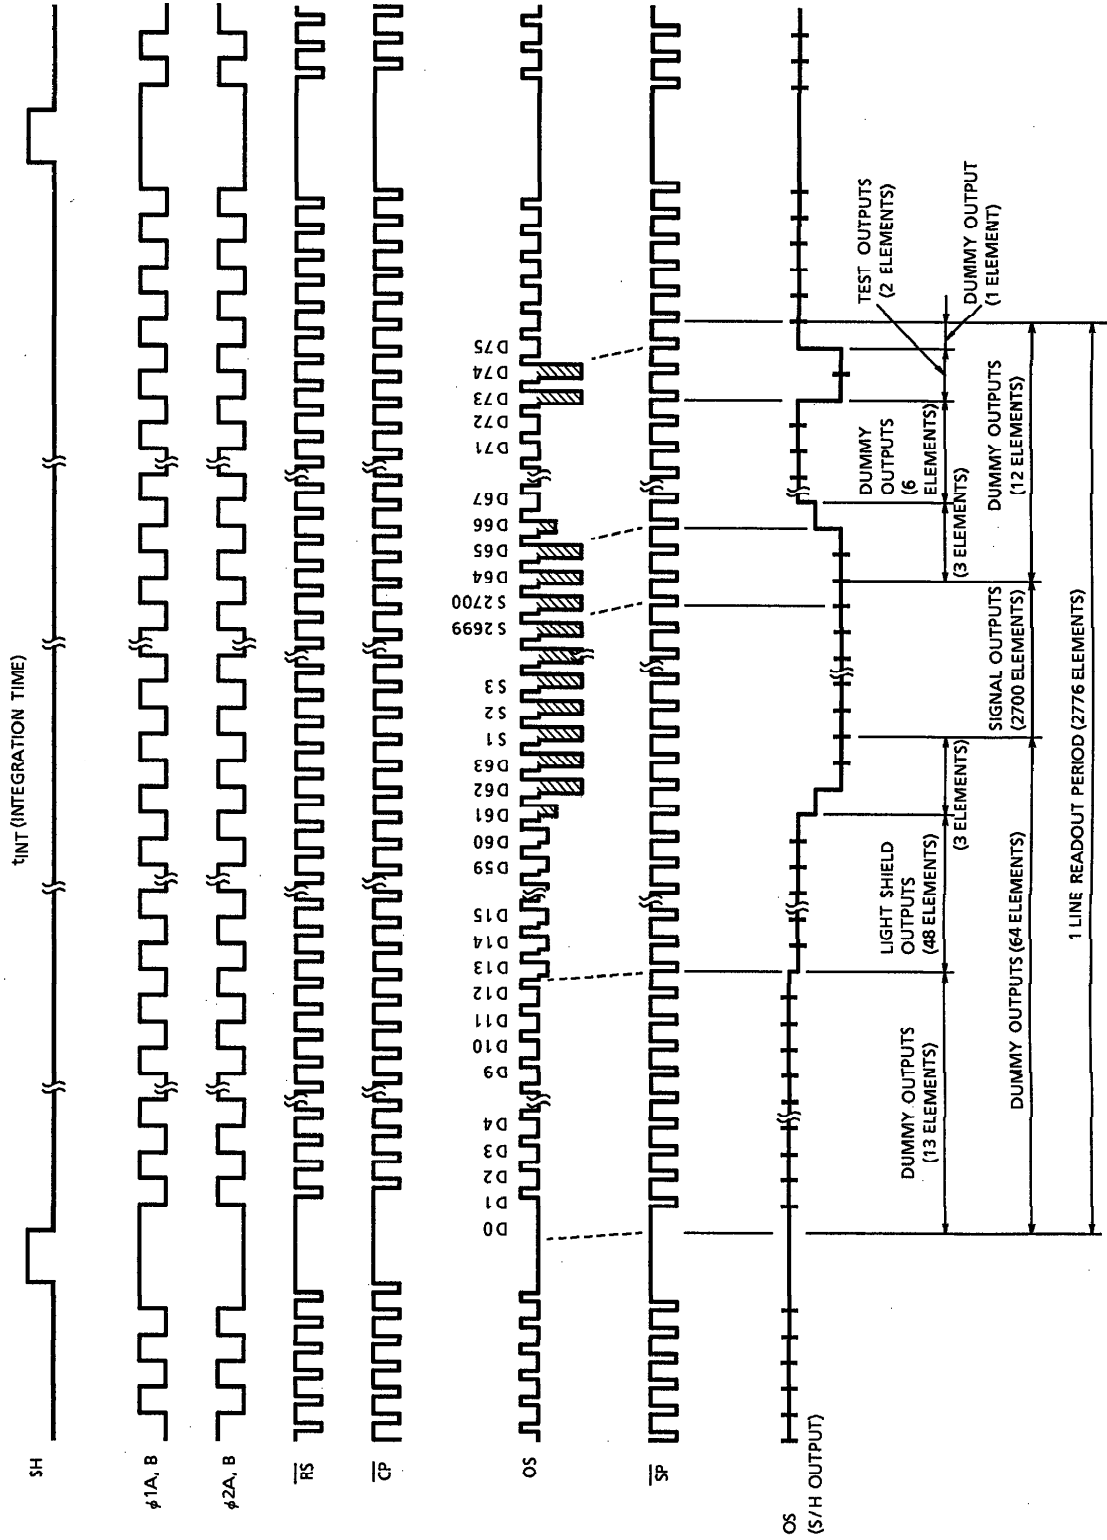 SH
tINT (INTEGRATION TIME)
φ1A, B
φ2A, B
RS
CP
OS
D0
D1
D2
D3
D4
D9
D10
D11
D12
D13
D14
D15
D59
D60
D61
D62
D63
S1
S2
S3
S2699
S2700
D64
D65
D66
D67
D71
D72
D73
D74
D75
SP
OS
(S/H OUTPUT)
DUMMY OUTPUTS
(13 ELEMENTS)
LIGHT SHIELD
OUTPUTS
(48 ELEMENTS)
(3 ELEMENTS)
DUMMY OUTPUTS (64 ELEMENTS)
SIGNAL OUTPUTS
(2700 ELEMENTS)
(3 ELEMENTS)
DUMMY
OUTPUTS
(6
ELEMENTS)
TEST OUTPUTS
(2 ELEMENTS)
DUMMY OUTPUT
(1 ELEMENT)
DUMMY OUTPUTS
(12 ELEMENTS)
1 LINE READOUT PERIOD (2776 ELEMENTS)